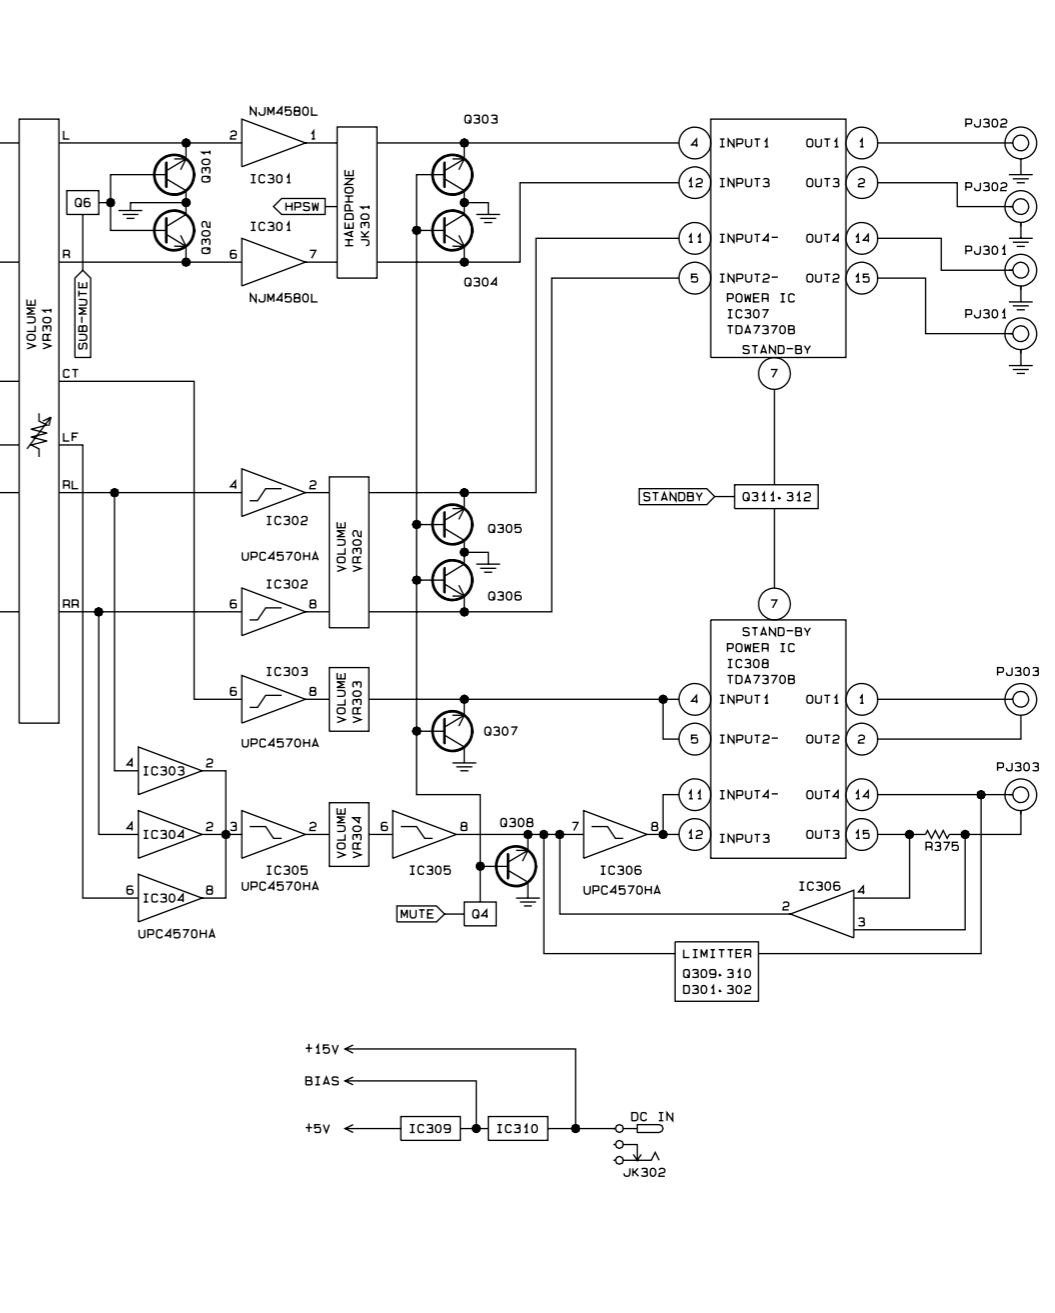 NJM4580L
Q303
PJ302
L
2
1
4
INPUT1
OUT1
1
Q301
IC301
PJ302
12
INPUT3
OUT3
2
Q6
HPSW
HAEDPHONE
JK301
IC301
Q302
PJ301
11
INPUT4-
OUT4
14
R
6
7
Q304
5
INPUT2-
OUT2
15
NJM4580L
POWER IC
IC307
TDA7370B
PJ301
SUB-MUTE
VOLUME
VR301
STAND-BY
7
CT
LF
RL
4
2
STANDBY
Q311·312
IC302
Q305
UPC4570HA
VOLUME
VR302
IC302
Q306
RR
6
8
7
STAND-BY
POWER IC
IC308
TDA7370B
IC303
PJ303
6
8
VOLUME
VR303
4
INPUT1
OUT1
1
UPC4570HA
Q307
5
INPUT2-
OUT2
2
4
IC303
2
PJ303
11
INPUT4-
OUT4
14
4
IC304
2
3
2
VOLUME
VR304
6
8
Q308
7
8
12
INPUT3
OUT3
15
R375
IC305
UPC4570HA
IC305
IC306
UPC4570HA
6
IC304
8
IC306
4
2
3
MUTE
Q4
UPC4570HA
LIMITTER
Q309·310
D301·302
+15V
BIAS
+5V
IC309
IC310
DC IN
JK302